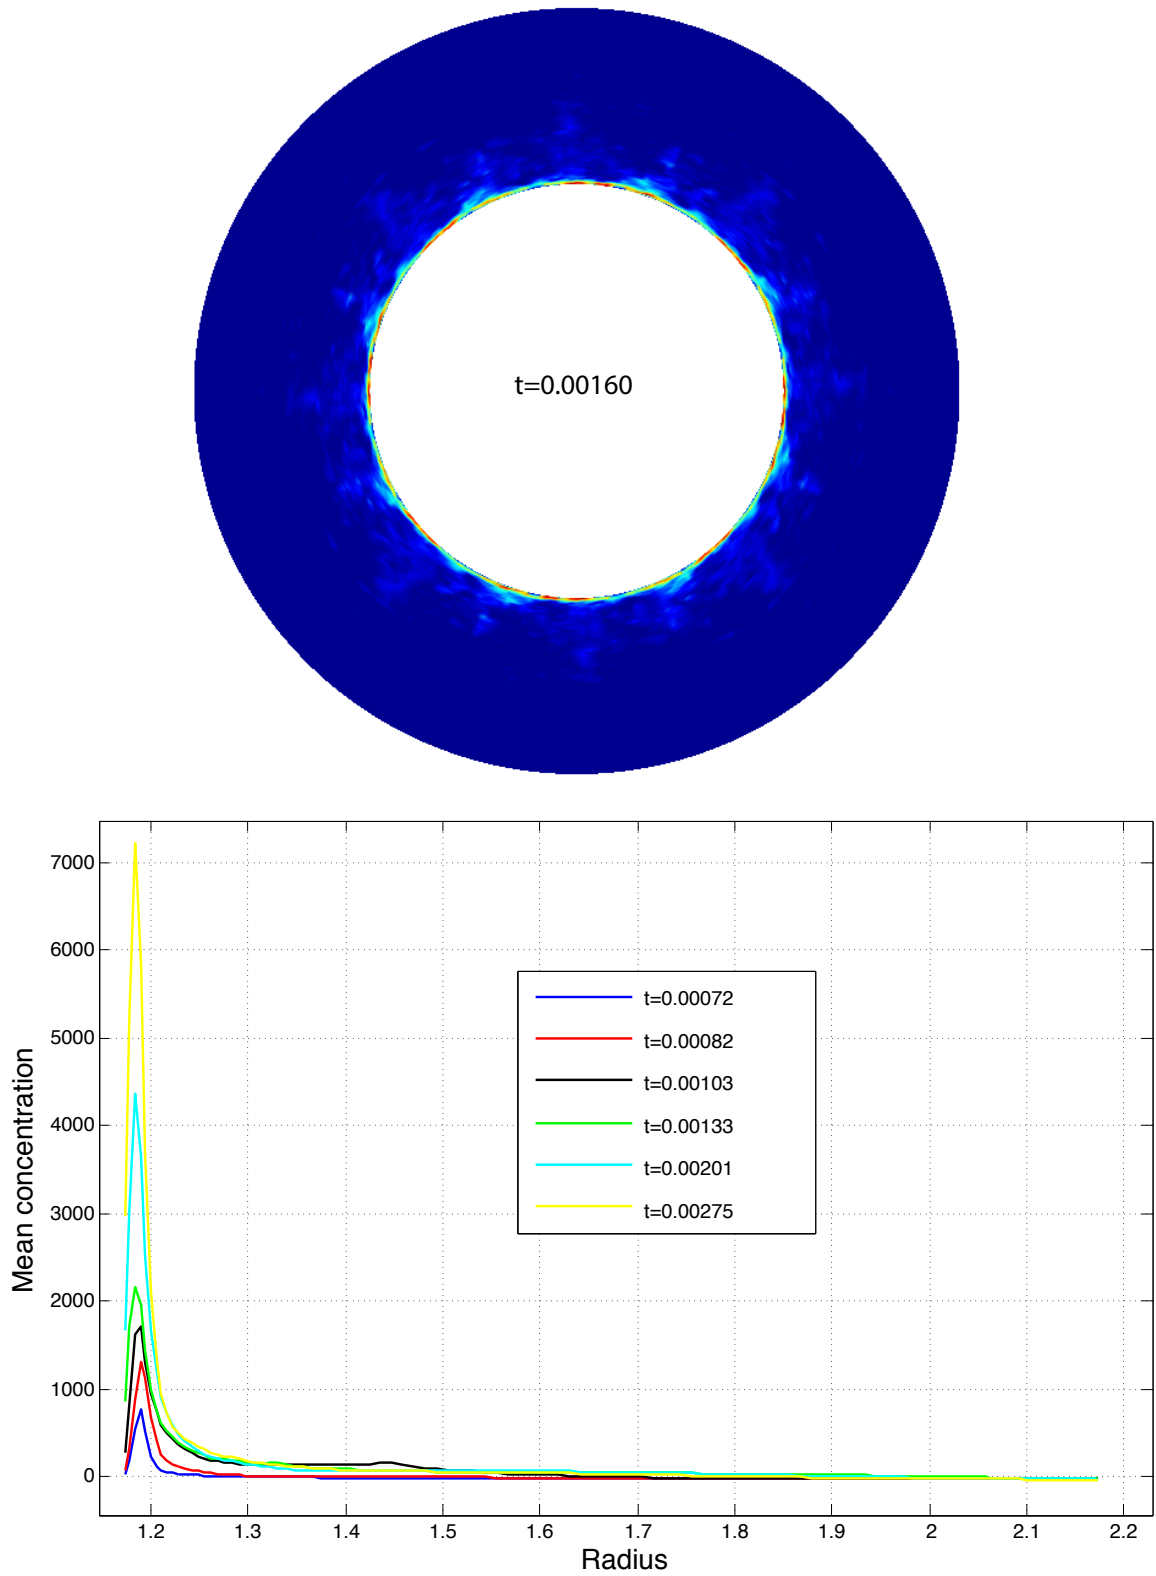 t=0.00160
7000
6000
5000
4000
3000
2000
1000
0
Mean concentration
t=0.00072
t=0.00082
t=0.00103
t=0.00133
t=0.00201
t=0.00275
1.2 1.3 1.4 1.5 1.6 1.7 1.8 1.9 2 2.1 2.2
Radius